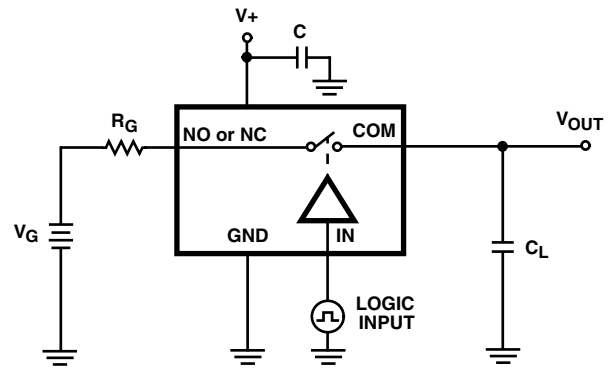 V+
C
RG
NO or NC
COM
VOUT
VG
GND
IN
CL
LOGIC
INPUT